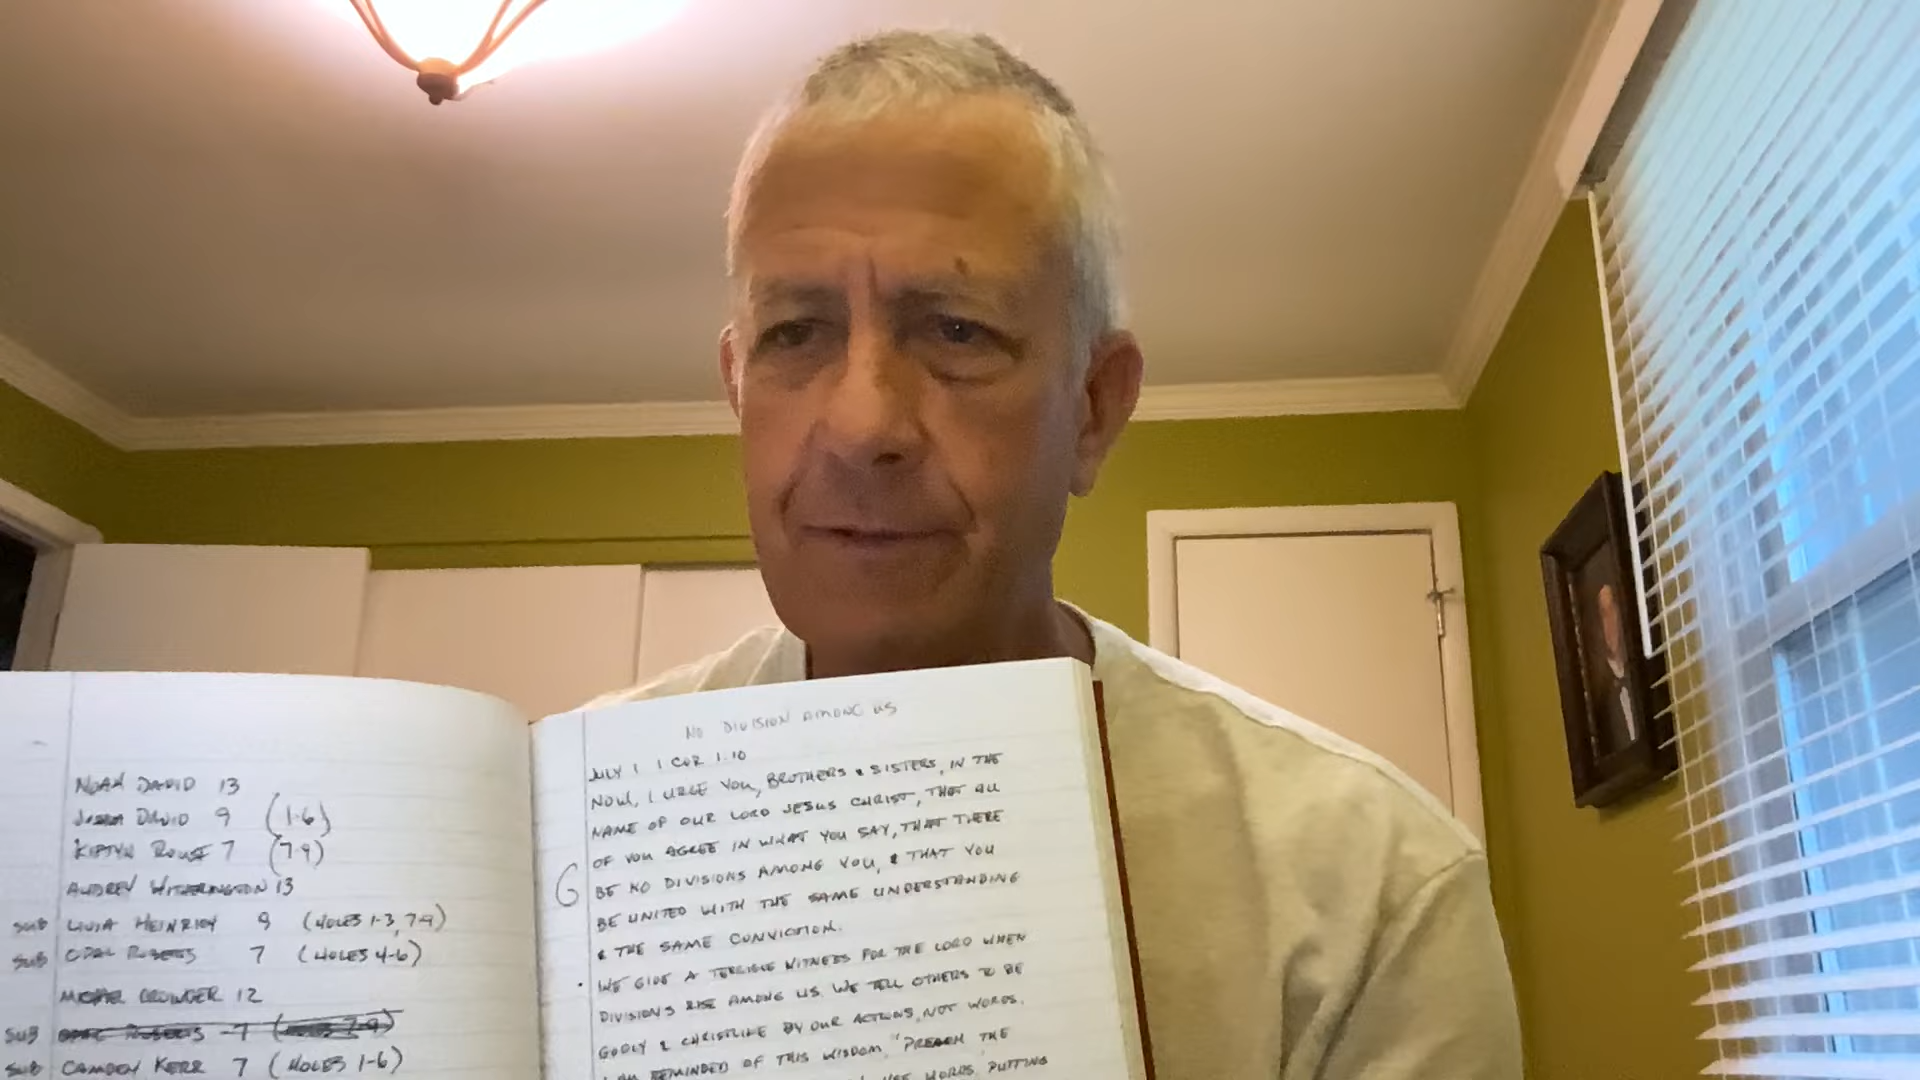 NOAH DAVID 13
DAVID 9 (1-6)
KIPTYN ROUSE 7 (7-9)
AUDREY WITHERINGTON 13
SUB LIVIA HEINRICH 9 (HOLES 1-3, 7-9)
SUB OPAL ROBERTS 7 (HOLES 4-6)
CROWDER 12
SUB
SUB CAMDEN KERR 7 (HOLES 1-6)
NO DIVISION AMONG US
JULY 1 1 COR 1.10
NOW, I URGE YOU, BROTHERS & SISTERS, IN THE
NAME OF OUR LORD JESUS CHRIST, THAT ALL
OF YOU AGREE IN WHAT YOU SAY, THAT THERE
G BE NO DIVISIONS AMONG YOU, & THAT YOU
BE UNITED WITH THE SAME UNDERSTANDING
& THE SAME CONVICTION.
• WE GIVE A TERRIBLE WITNESS FOR THE LORD WHEN
DIVISIONS RISE AMONG US. WE TELL OTHERS TO BE
GODLY & CHRISTLIKE BY OUR ACTIONS, NOT WORDS.
I AM REMINDED OF THIS WISDOM, "PREACH THE
USE WORDS. PUTTING